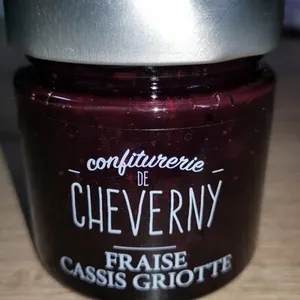 confiturerie
DE
CHEVERNY
FRAISE
CASSIS GRIOTTE